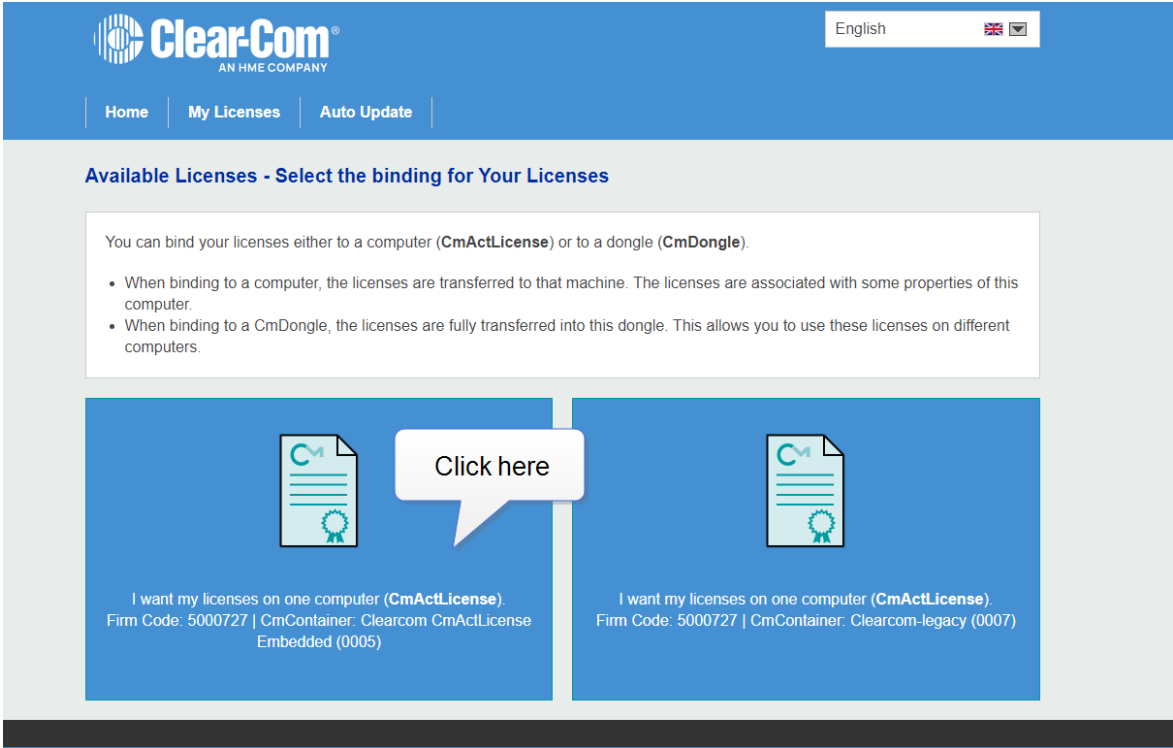 Clear-Com®
AN HME COMPANY
English
Home My Licenses Auto Update
Available Licenses - Select the binding for Your Licenses
You can bind your licenses either to a computer (CmActLicense) or to a dongle (CmDongle).
• When binding to a computer, the licenses are transferred to that machine. The licenses are associated with some properties of this
computer.
• When binding to a CmDongle, the licenses are fully transferred into this dongle. This allows you to use these licenses on different
computers.
CM
Click here
I want my licenses on one computer (CmActLicense).
Firm Code: 5000727 | CmContainer: Clearcom CmActLicense
Embedded (0005)
CM
I want my licenses on one computer (CmActLicense).
Firm Code: 5000727 | CmContainer: Clearcom-legacy (0007)